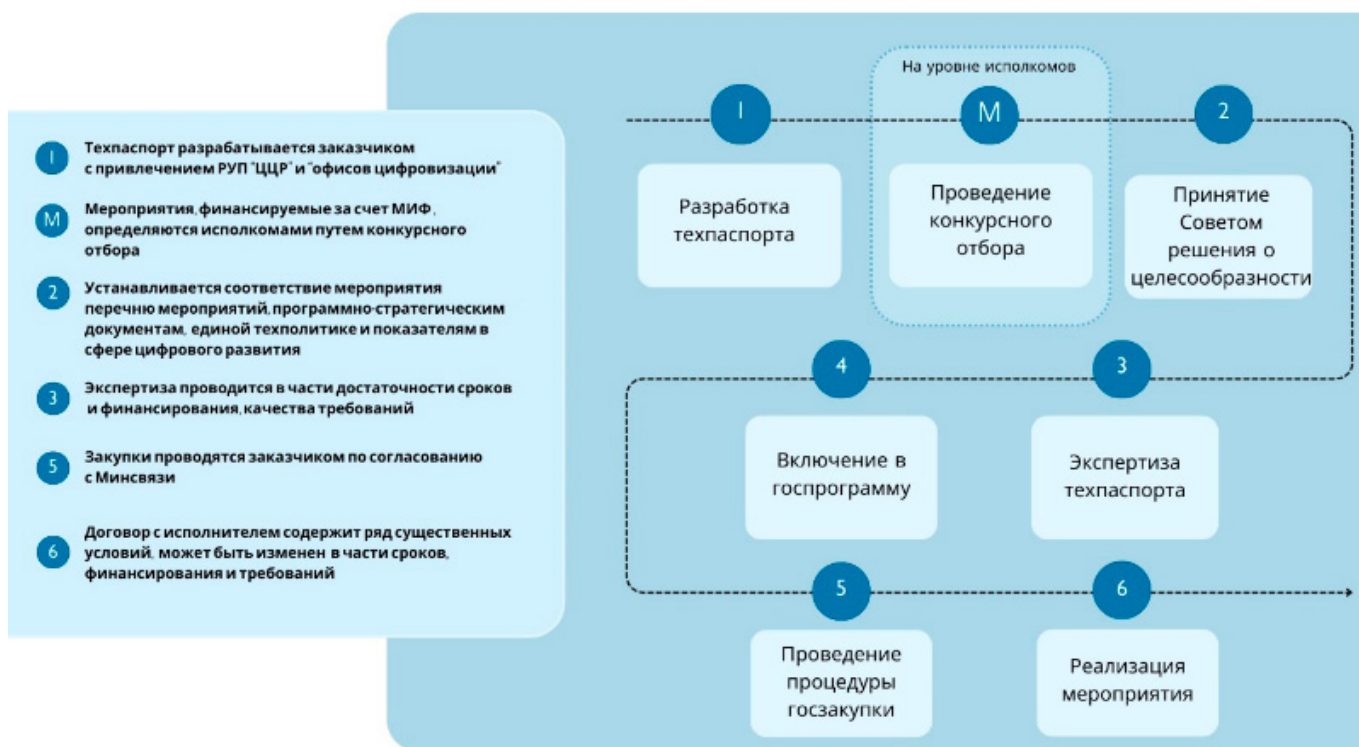 I
Техпаспорт разрабатывается заказчиком
с привлечением РУП "ЦЦР" и "офисов цифровизации"
М
Мероприятия, финансируемые за счет МИФ,
определяются исполкомами путем конкурсного
отбора
2
Устанавливается соответствие мероприятия
перечню мероприятий, программно-стратегическим
документам, единой техполитике и показателям в
сфере цифрового развития
3
Экспертиза проводится в части достаточности сроков
и финансирования, качества требований
5
Закупки проводятся заказчиком по согласованию
с Минсвязи
6
Договор с исполнителем содержит ряд существенных
условий, может быть изменен в части сроков,
финансирования и требований
I
Разработка
техпаспорта
На уровне исполкомов
М
Проведение
конкурсного
отбора
2
Принятие
Советом
решения о
целесообразности
3
Экспертиза
техпаспорта
4
Включение в
госпрограмму
5
Проведение
процедуры
госзакупки
6
Реализация
мероприятия